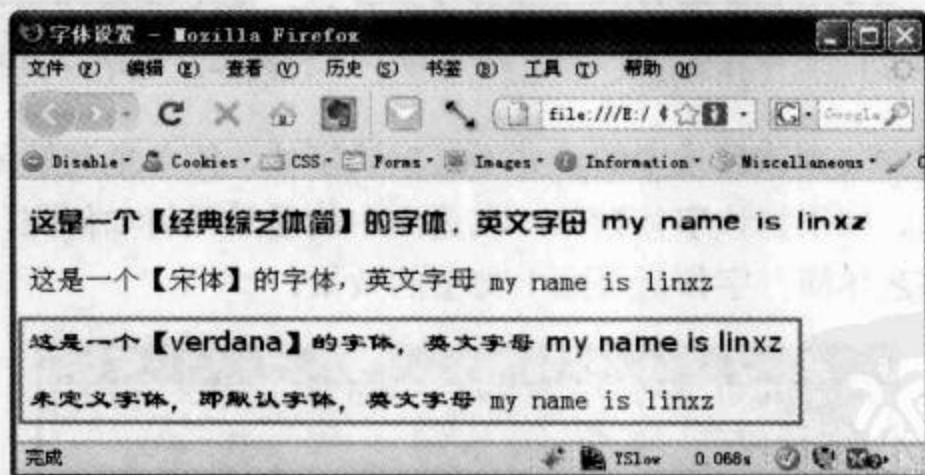 字体设置 - Mozilla Firefox
文件 (F) 编辑 (E) 查看 (V) 历史 (S) 书签 (B) 工具 (T) 帮助 (H)
file:///E:/ Google
Disable Cookies CSS Forms Images Information Miscellaneous
这是一个【经典综艺体简】的字体，英文字母 my name is linxz
这是一个【宋体】的字体，英文字母 my name is linxz
这是一个【verdana】的字体，英文字母 my name is linxz
未定义字体，即默认字体，英文字母 my name is linxz
完成 YSlow 0.068s